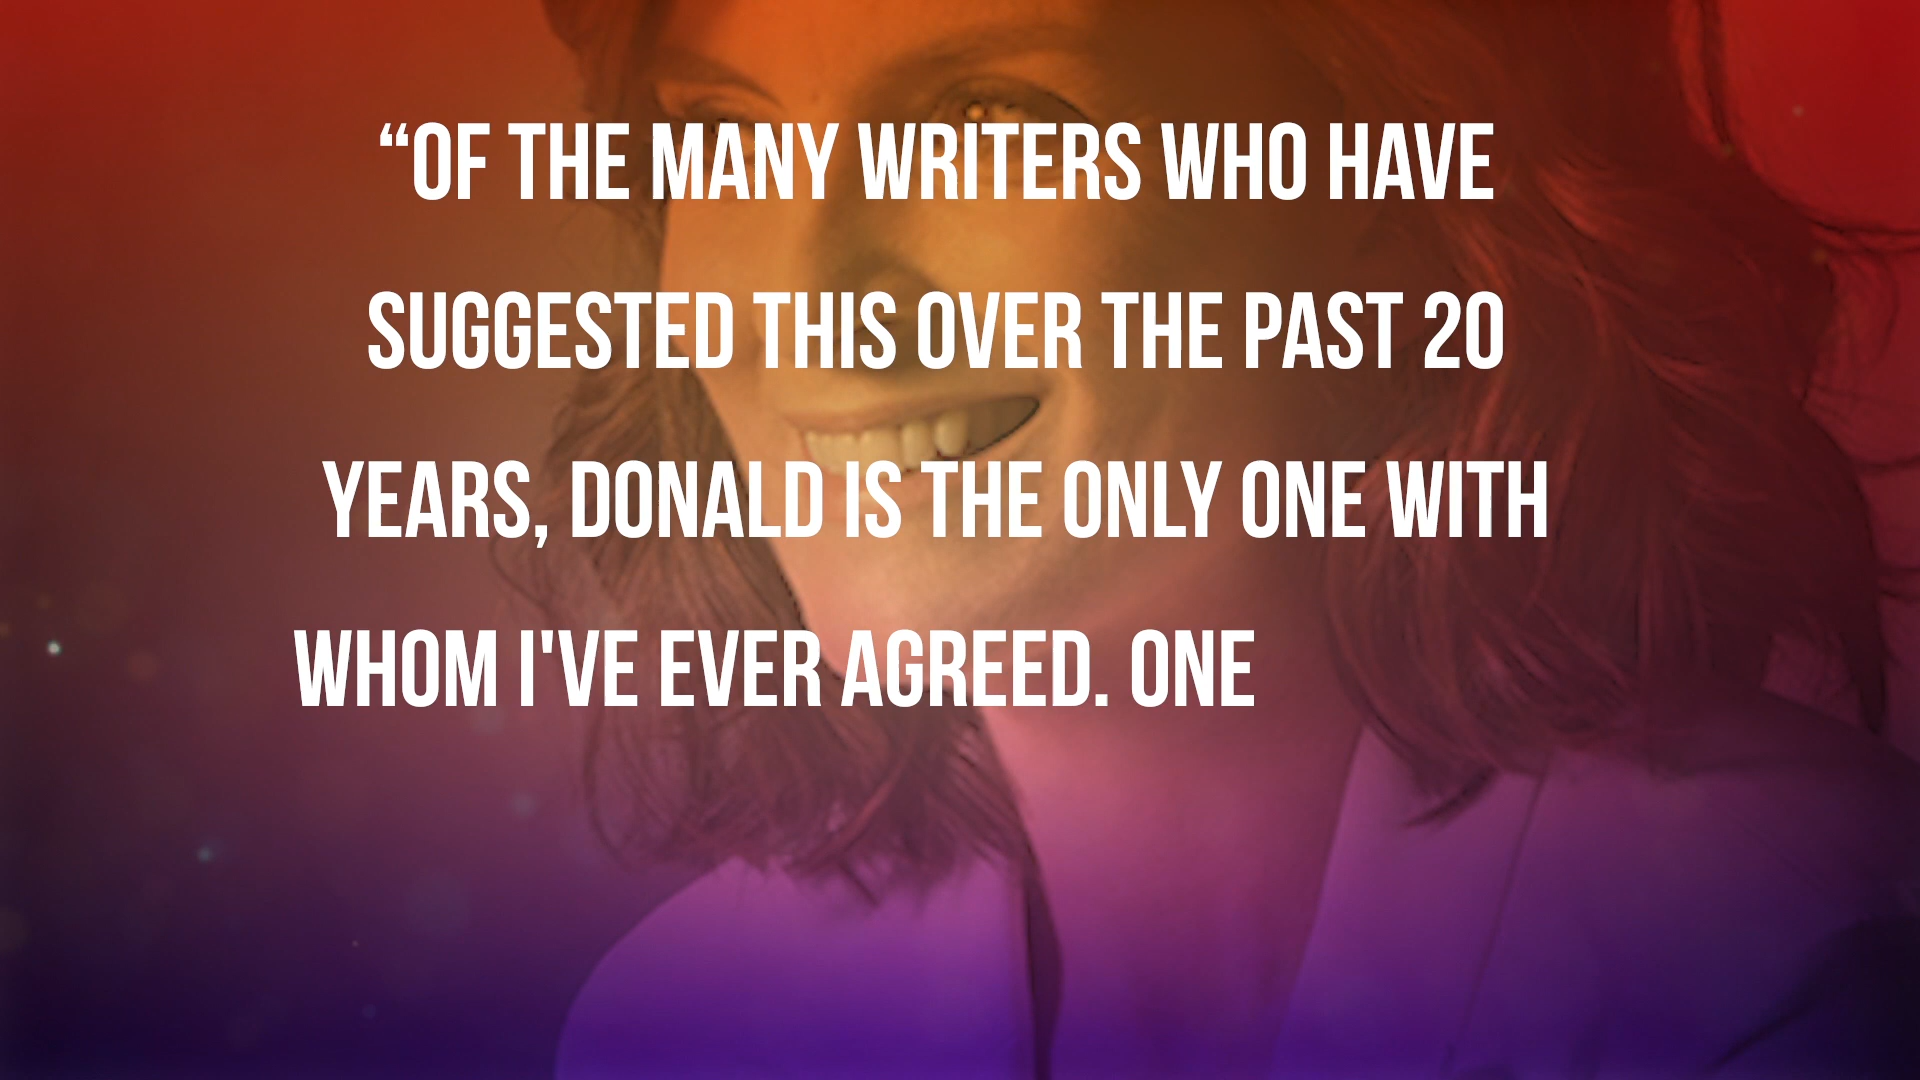 “OF THE MANY WRITERS WHO HAVE
SUGGESTED THIS OVER THE PAST 20
YEARS, DONALD IS THE ONLY ONE WITH
WHOM I'VE EVER AGREED. ONE